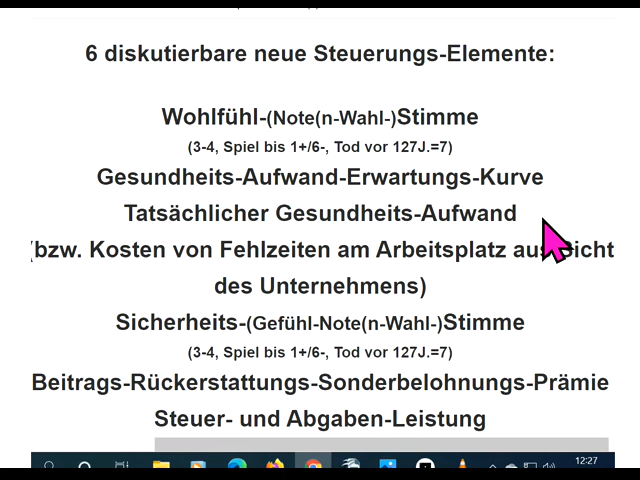 6 diskutierbare neue Steuerungs-Elemente:
Wohlfühl-(Note(n-Wahl-)Stimme
(3-4, Spiel bis 1+/6-, Tod vor 127J.=7)
Gesundheits-Aufwand-Erwartungs-Kurve
Tatsächlicher Gesundheits-Aufwand
(bzw. Kosten von Fehlzeiten am Arbeitsplatz aus Sicht
des Unternehmens)
Sicherheits-(Gefühl-Note(n-Wahl-)Stimme
(3-4, Spiel bis 1+/6-, Tod vor 127J.=7)
Beitrags-Rückerstattungs-Sonderbelohnungs-Prämie
Steuer- und Abgaben-Leistung
12:27